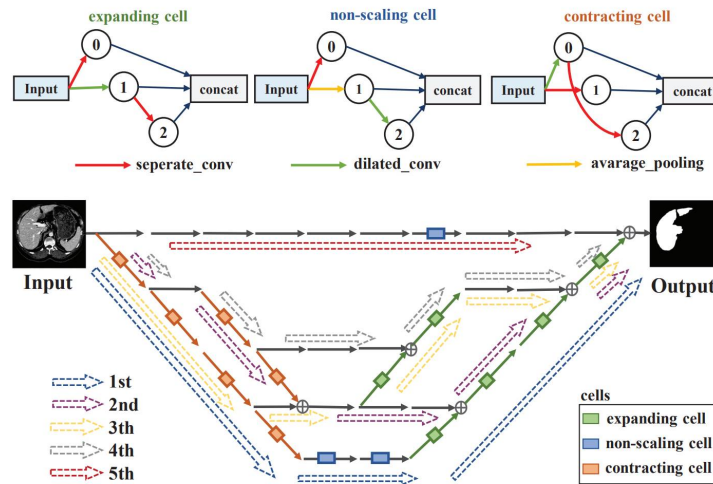 expanding cell
non-scaling cell
contracting cell
0
Input
1
concat
2
0
Input
1
concat
2
0
Input
1
concat
2
seperate_conv
dilated_conv
avarage_pooling
Input
Output
1st
2nd
3th
4th
5th
cells
expanding cell
non-scaling cell
contracting cell